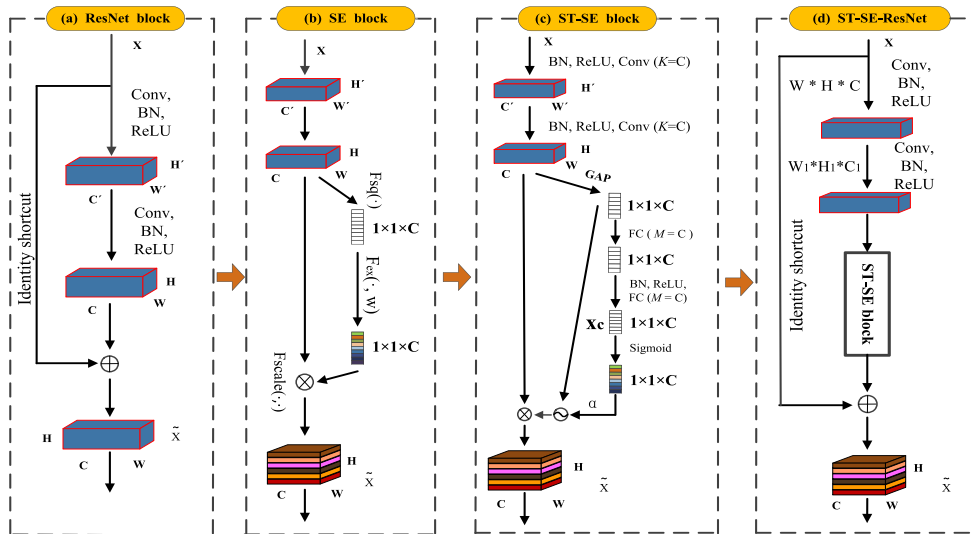 (a) ResNet block
X
Conv,
BN,
ReLU
H′
W′
C′
Conv,
BN,
ReLU
Identity shortcut
H
W
C
H
X̃
C
W
(b) SE block
X
H′
C′
W′
H
C
W
Fsq(·)
1×1×C
Fex(·, w)
1×1×C
Fscale(·,·)
H
C
W
X̃
(c) ST-SE block
X
BN, ReLU, Conv (K=C)
H′
C′
W′
BN, ReLU, Conv (K=C)
H
C
W
GAP
1×1×C
FC ( M = C )
1×1×C
BN, ReLU,
FC (M = C)
Xc
1×1×C
Sigmoid
1×1×C
α
H
C
W
X̃
(d) ST-SE-ResNet
X
W * H * C
Conv,
BN,
ReLU
W1*H1*C1
Conv,
BN,
ReLU
Identity shortcut
ST-SE block
H
C
W
X̃